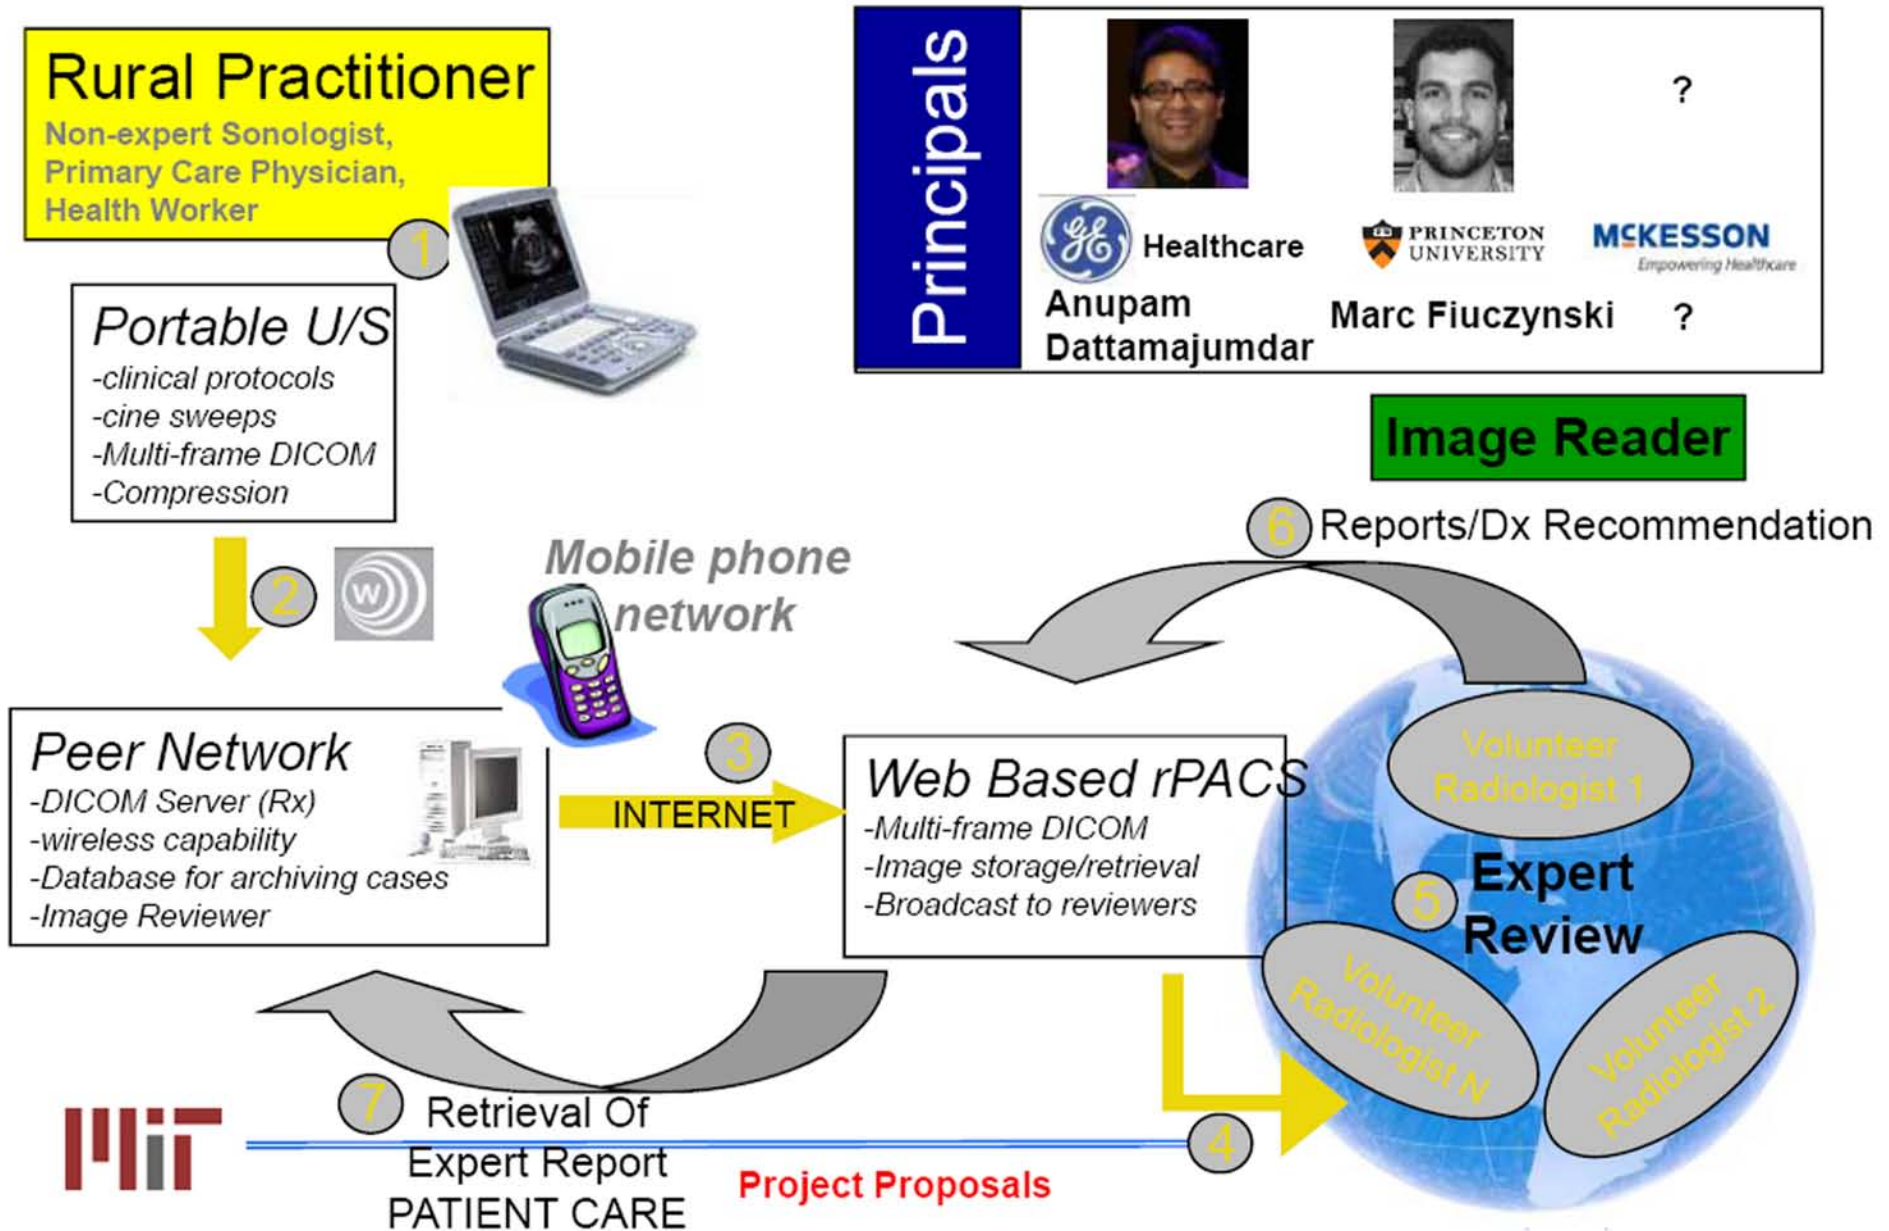 Rural Practitioner
Non-expert Sonologist,
Primary Care Physician,
Health Worker
1
Portable U/S
-clinical protocols
-cine sweeps
-Multi-frame DICOM
-Compression
2
W
Mobile phone
network
Principals
?
GE
Healthcare
PRINCETON
UNIVERSITY
MCKESSON
Empowering Healthcare
Anupam
Dattamajumdar
Marc Fiuczynski
?
Image Reader
6
Reports/Dx Recommendation
Peer Network
-DICOM Server (Rx)
-wireless capability
-Database for archiving cases
-Image Reviewer
3
INTERNET
Web Based rPACS
-Multi-frame DICOM
-Image storage/retrieval
-Broadcast to reviewers
Volunteer
Radiologist 1
5
Expert
Review
Volunteer
Radiologist N
Volunteer
Radiologist 2
4
7
Retrieval Of
Expert Report
PATIENT CARE
MIT
Project Proposals